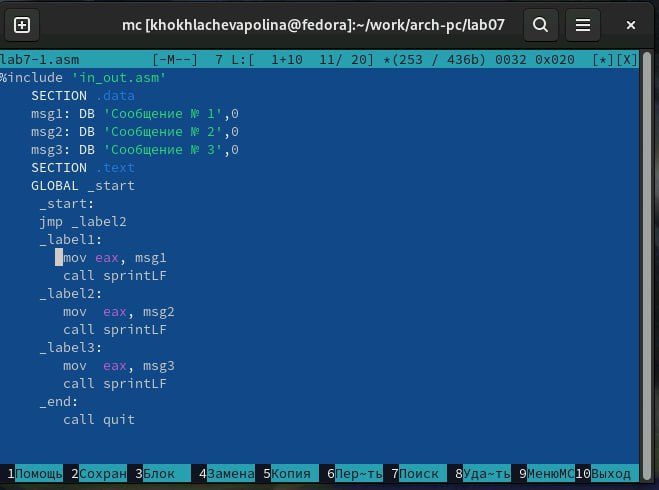 mc [khokhlachevapolina@fedora]:~/work/arch-pc/lab07
lab7-1.asm [-M--] 7 L:[ 1+10 11/ 20] *(253 / 436b) 0032 0x020 [*][X]
%include 'in_out.asm'
SECTION .data
msg1: DB 'Сообщение № 1',0
msg2: DB 'Сообщение № 2',0
msg3: DB 'Сообщение № 3',0
SECTION .text
GLOBAL _start
_start:
jmp _label2
_label1:
mov eax, msg1
call sprintLF
_label2:
mov eax, msg2
call sprintLF
_label3:
mov eax, msg3
call sprintLF
_end:
call quit
1Помощь 2Сохран 3Блок 4Замена 5Копия 6Пер~ть 7Поиск 8Уда~ть 9МенюМС 10Выход